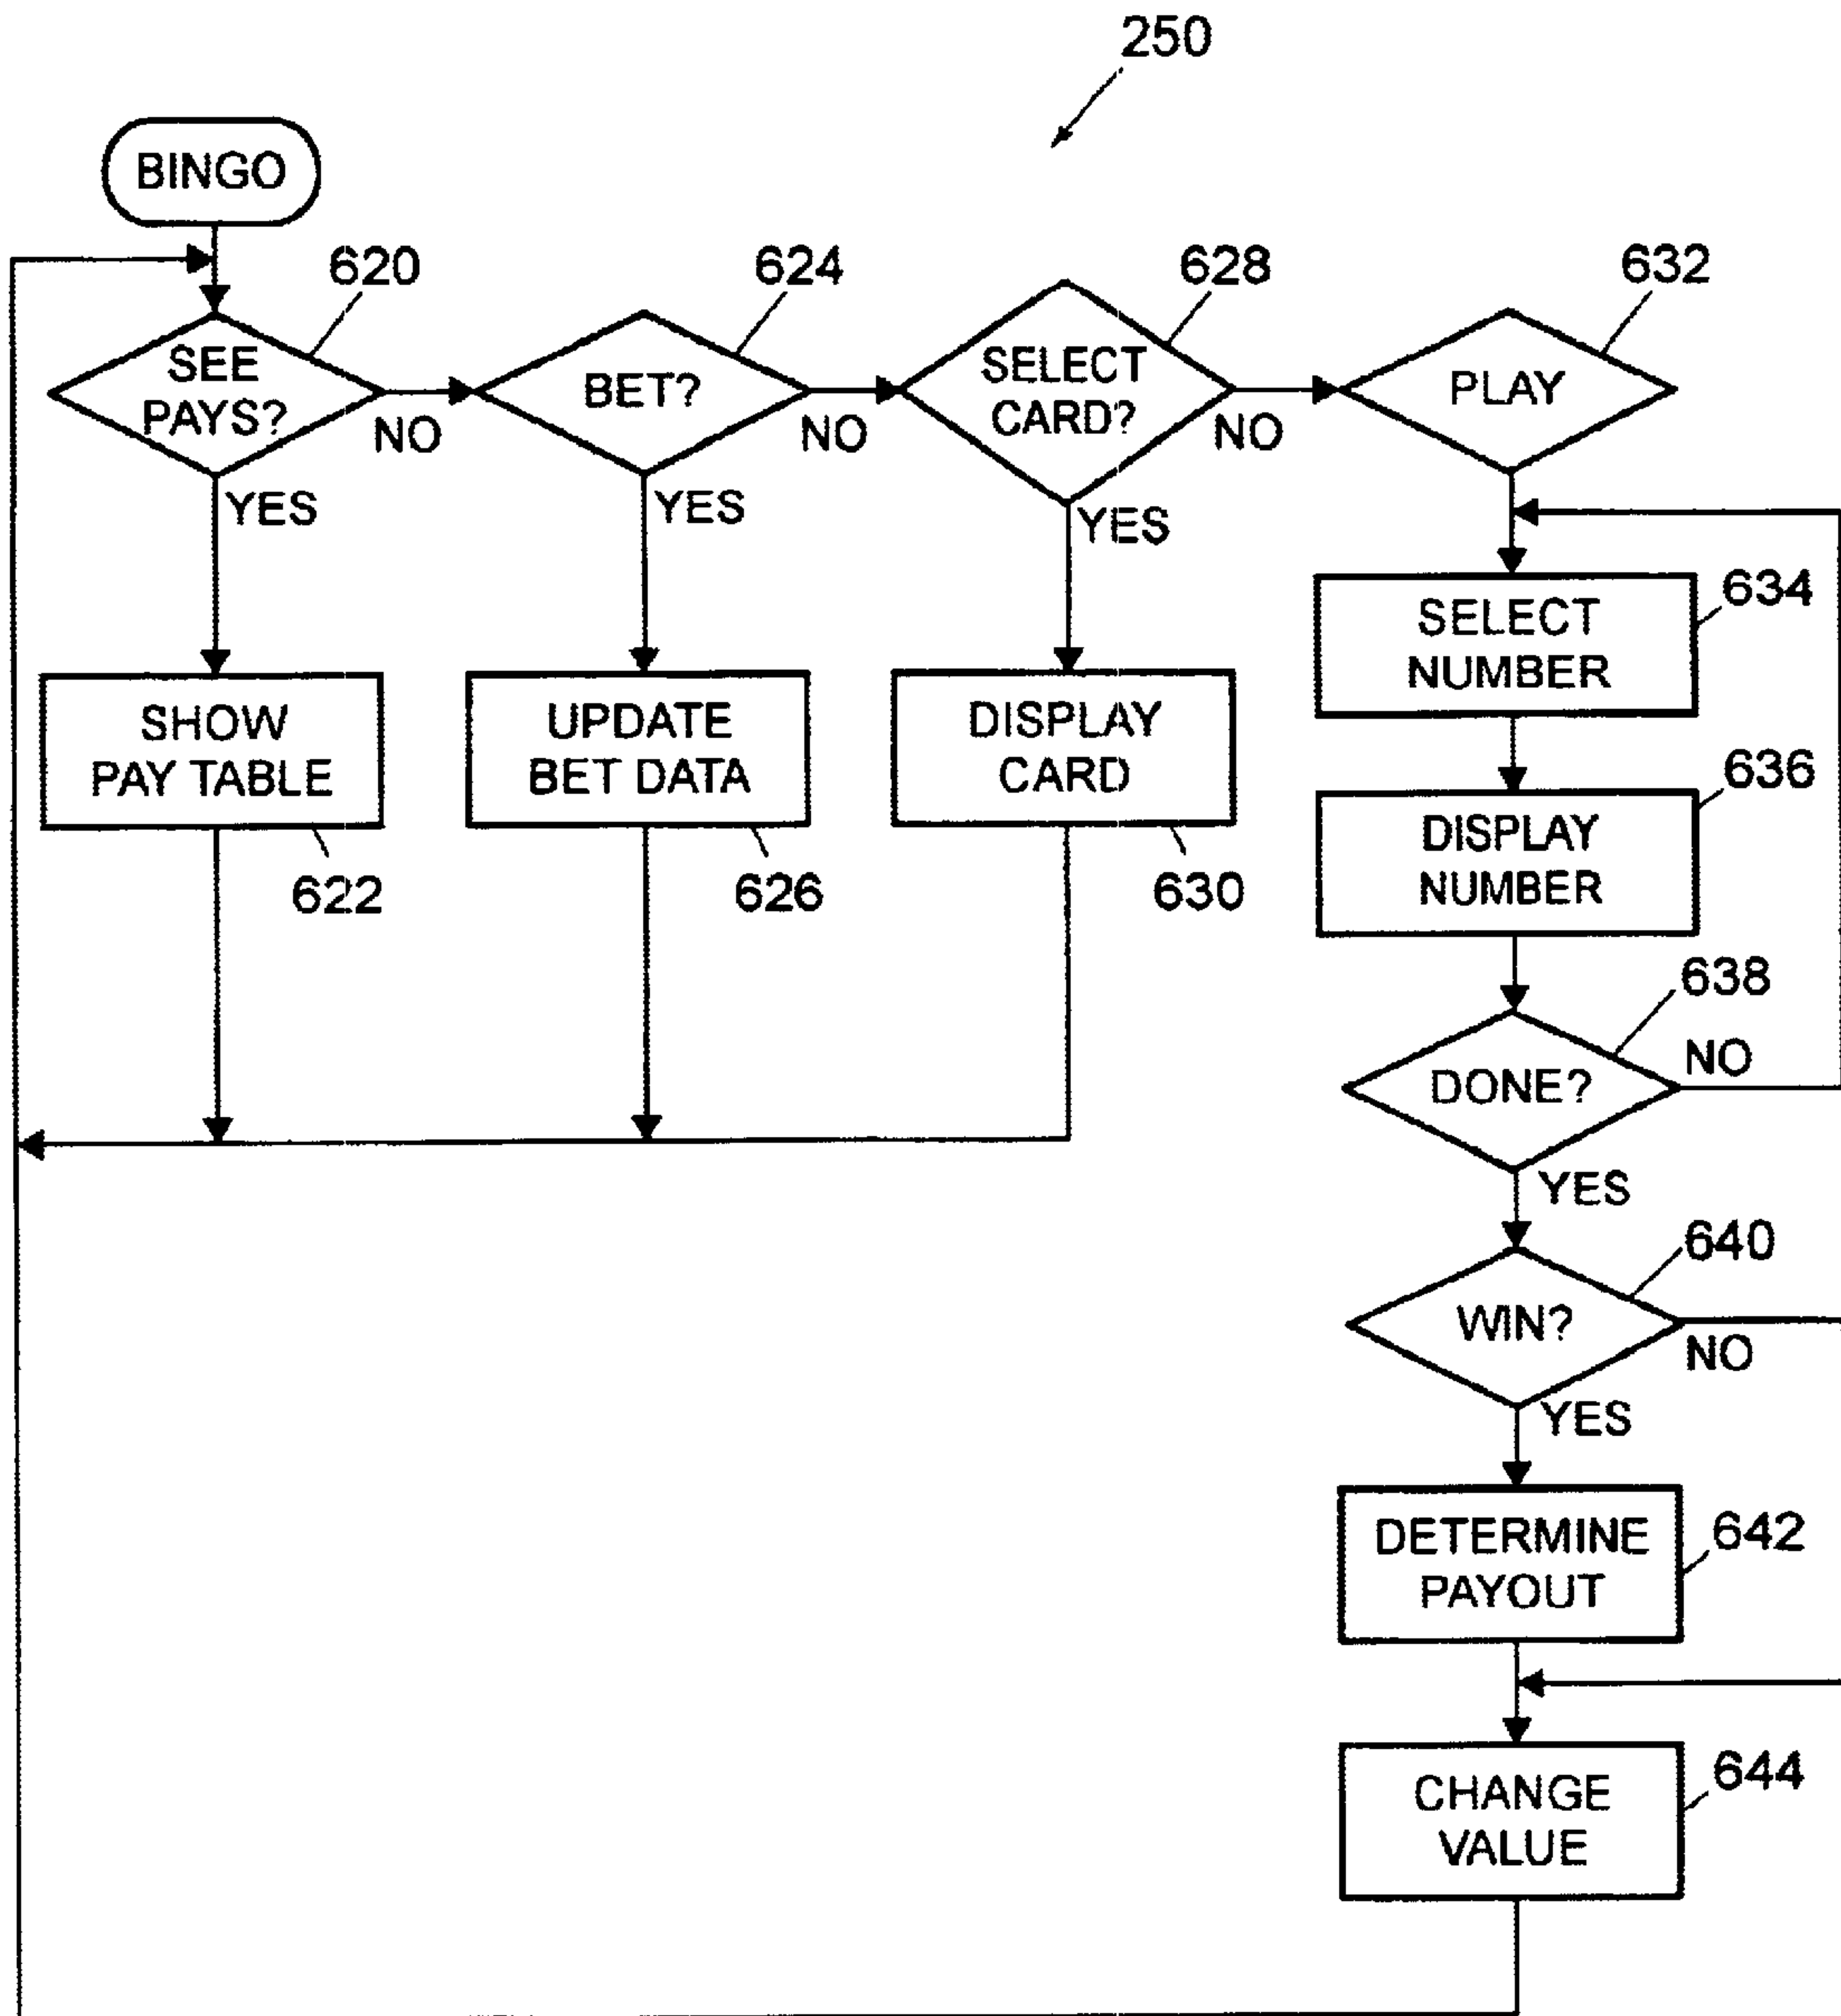 250
BINGO
620
624
628
632
SEE
PAYS?
NO
YES
BET?
NO
YES
SELECT
CARD?
NO
YES
PLAY
SHOW
PAY TABLE
622
UPDATE
BET DATA
626
DISPLAY
CARD
630
SELECT
NUMBER
634
DISPLAY
NUMBER
636
638
DONE?
NO
YES
640
WIN?
NO
YES
DETERMINE
PAYOUT
642
CHANGE
VALUE
644